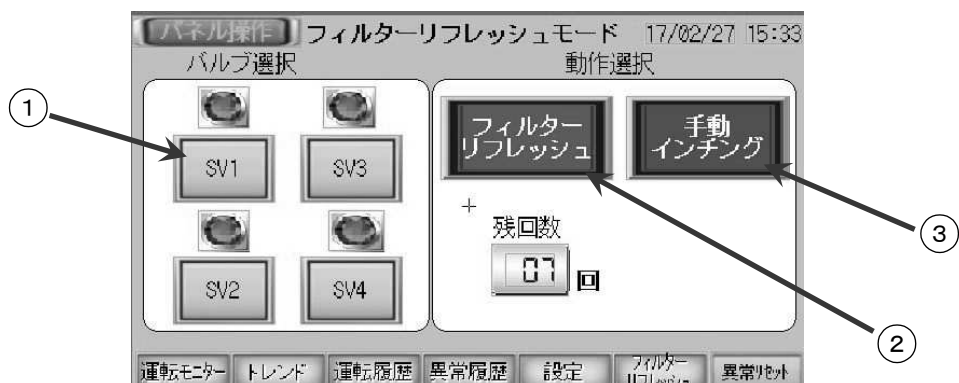 パネル操作 フィルターリフレッシュモード 17/02/27 15:33
バルブ選択
動作選択
①
SV1
SV3
SV2
SV4
フィルター
リフレッシュ
手動
インチング
残回数
07 回
③
②
運転モニター トレンド 運転履歴 異常履歴 設定 フィルター
リフレッシュ
異常リセット